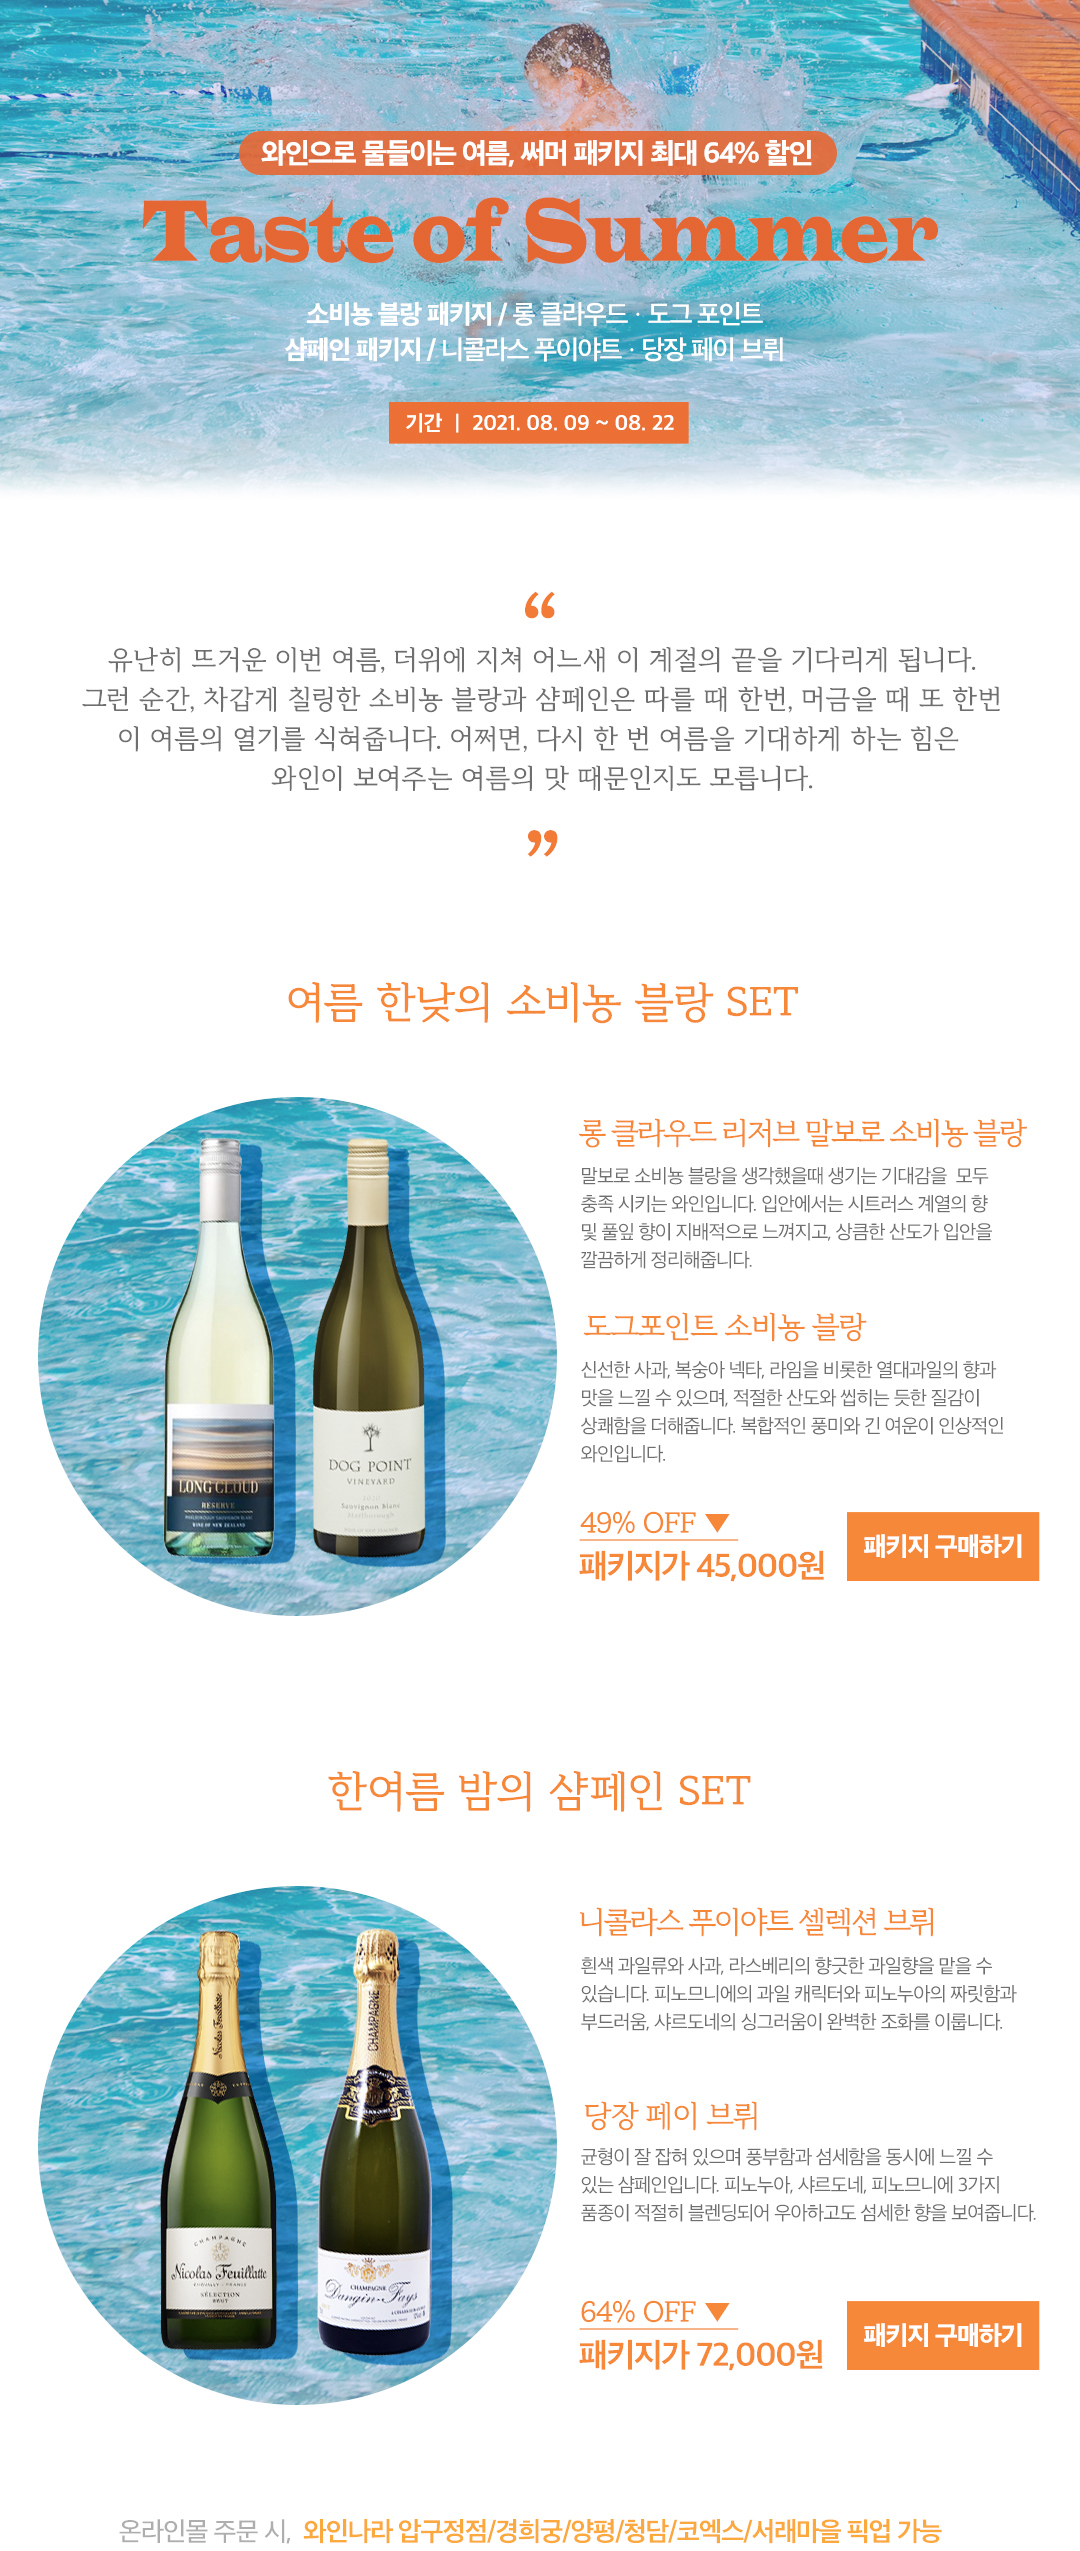 와인으로 물들이는 여름, 써머 패키지 최대 64% 할인
Taste of Summer
소비뇽 블랑 패키지 / 롱 클라우드 · 도그 포인트
샴페인 패키지 / 니콜라스 푸이야트 · 당장 페이 브뤼
기간 | 2021. 08. 09 ~ 08. 22
“
유난히 뜨거운 이번 여름, 더위에 지쳐 어느새 이 계절의 끝을 기다리게 됩니다.
그런 순간, 차갑게 칠링한 소비뇽 블랑과 샴페인은 따를 때 한번, 머금을 때 또 한번
이 여름의 열기를 식혀줍니다. 어쩌면, 다시 한 번 여름을 기대하게 하는 힘은
와인이 보여주는 여름의 맛 때문인지도 모릅니다.
”
여름 한낮의 소비뇽 블랑 SET
롱 클라우드 리저브 말보로 소비뇽 블랑
말보로 소비뇽 블랑을 생각했을때 생기는 기대감을 모두
충족 시키는 와인입니다. 입안에서는 시트러스 계열의 향
및 풀잎 향이 지배적으로 느껴지고, 상큼한 산도가 입안을
깔끔하게 정리해줍니다.
도그포인트 소비뇽 블랑
신선한 사과, 복숭아 넥타, 라임을 비롯한 열대과일의 향과
맛을 느낄 수 있으며, 적절한 산도와 씹히는 듯한 질감이
상쾌함을 더해줍니다. 복합적인 풍미와 긴 여운이 인상적인
와인입니다.
LONG CLOUD
RESERVE
MARLBOROUGH SAUVIGNON BLANC
WINE OF NEW ZEALAND
DOG POINT
VINEYARD
Sauvignon Blanc
Marlborough
49% OFF ▼
패키지가 45,000원
패키지 구매하기
한여름 밤의 샴페인 SET
니콜라스 푸이야트 셀렉션 브뤼
흰색 과일류와 사과, 라스베리의 향긋한 과일향을 맡을 수
있습니다. 피노므니에의 과일 캐릭터와 피노누아의 짜릿함과
부드러움, 샤르도네의 싱그러움이 완벽한 조화를 이룹니다.
당장 페이 브뤼
균형이 잘 잡혀 있으며 풍부함과 섬세함을 동시에 느낄 수
있는 샴페인입니다. 피노누아, 샤르도네, 피노므니에 3가지
품종이 적절히 블렌딩되어 우아하고도 섬세한 향을 보여줍니다.
Nicolas Feuillatte
CHAMPAGNE
Nicolas Feuillatte
SÉLECTION
BRUT
CHAMPAGNE
CHAMPAGNE
Dangin-Fays
64% OFF ▼
패키지가 72,000원
패키지 구매하기
온라인몰 주문 시, 와인나라 압구정점/경희궁/양평/청담/코엑스/서래마을 픽업 가능